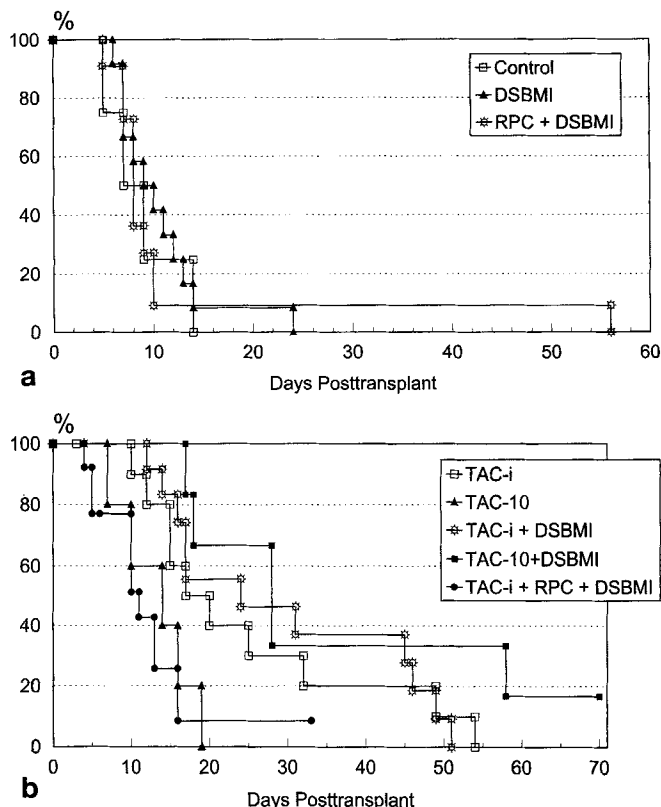 %
100
80
60
40
20
0
Control
DSBMI
RPC + DSBMI
0 10 20 30 40 50 60
Days Posttransplant
a
%
100
80
60
40
20
0
TAC-i
TAC-10
TAC-i + DSBMI
TAC-10+DSBMI
TAC-i + RPC + DSBMI
0 10 20 30 40 50 60 70
Days Posttransplant
b